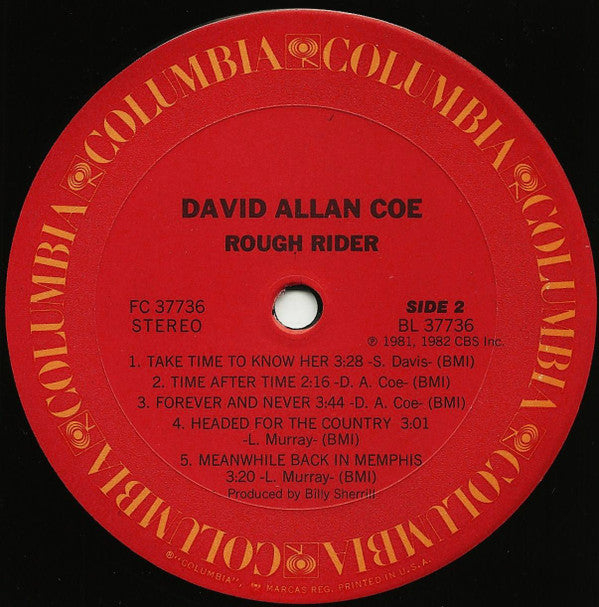 COLUMBIA COLUMBIA COLUMBIA COLUMBIA COLUMBIA COLUMBIA
DAVID ALLAN COE
ROUGH RIDER
FC 37736
STEREO
SIDE 2
BL 37736
℗ 1981, 1982 CBS Inc.
1. TAKE TIME TO KNOW HER 3:28 -S. Davis- (BMI)
2. TIME AFTER TIME 2:16 -D. A. Coe- (BMI)
3. FOREVER AND NEVER 3:44 -D. A. Coe- (BMI)
4. HEADED FOR THE COUNTRY 3:01
-L. Murray- (BMI)
5. MEANWHILE BACK IN MEMPHIS
3:20 -L. Murray- (BMI)
Produced by Billy Sherrill
® "COLUMBIA", MARCAS REG. PRINTED IN U.S.A.